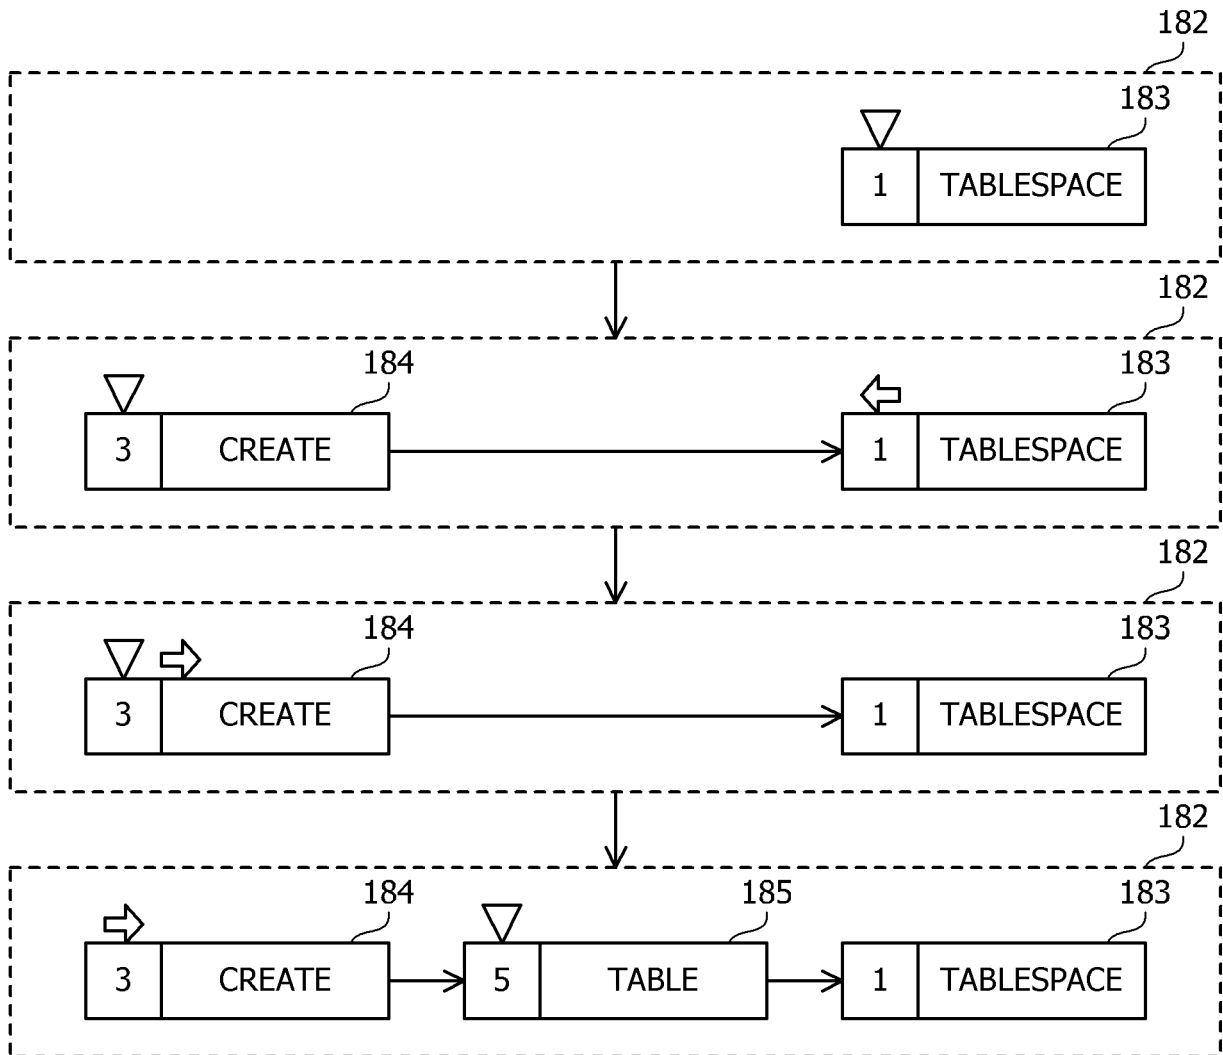 182
183
1 TABLESPACE
182
184 183
3 CREATE 1 TABLESPACE
182
184 183
3 CREATE 1 TABLESPACE
182
184 185 183
3 CREATE 5 TABLE 1 TABLESPACE